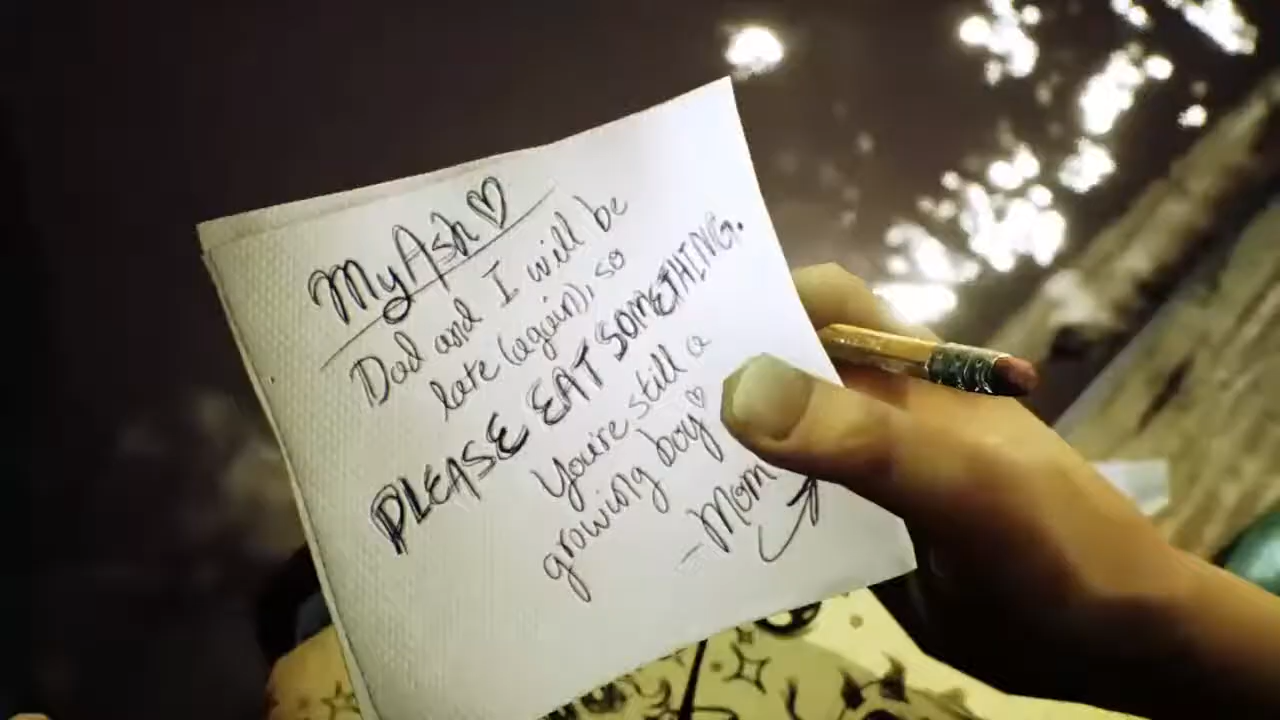 My Ash♡
Dad and I will be
late (again), so
PLEASE EAT SOMETHING.
You're still a
growing boy♡
-Mom